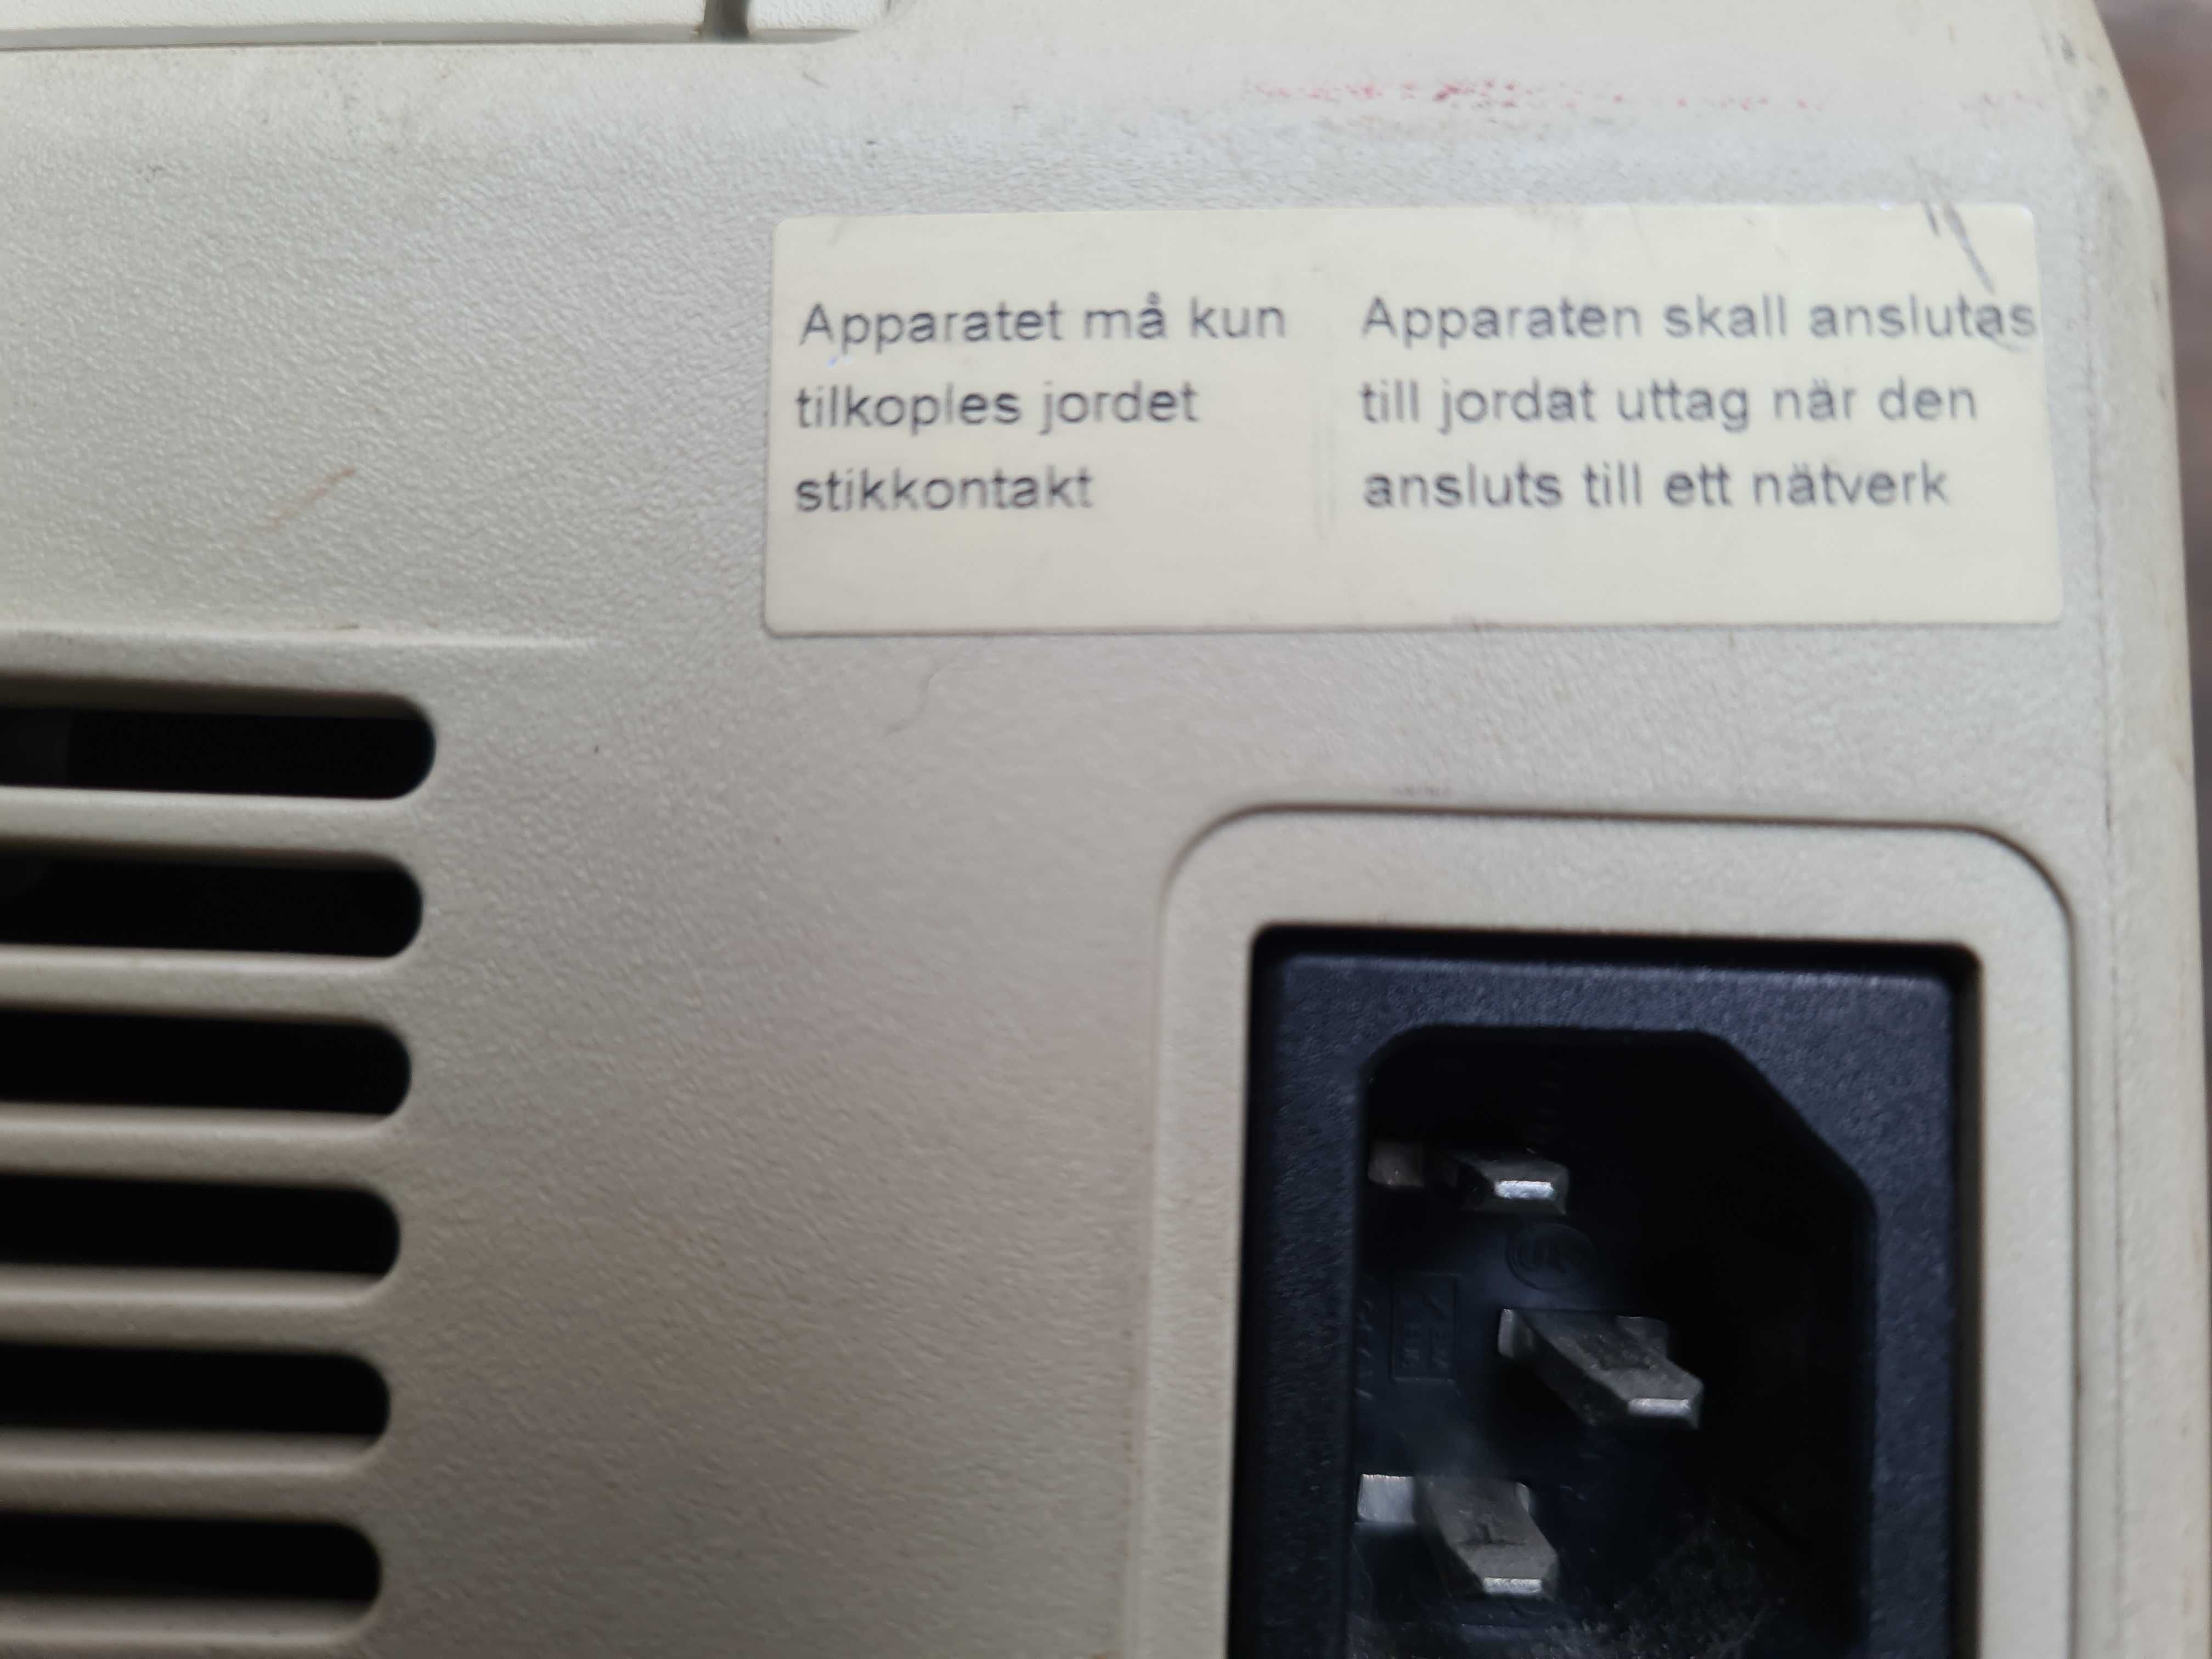 Apparatet må kun
tilkoples jordet
stikkontakt
Apparaten skall anslutas
till jordat uttag när den
ansluts till ett nätverk